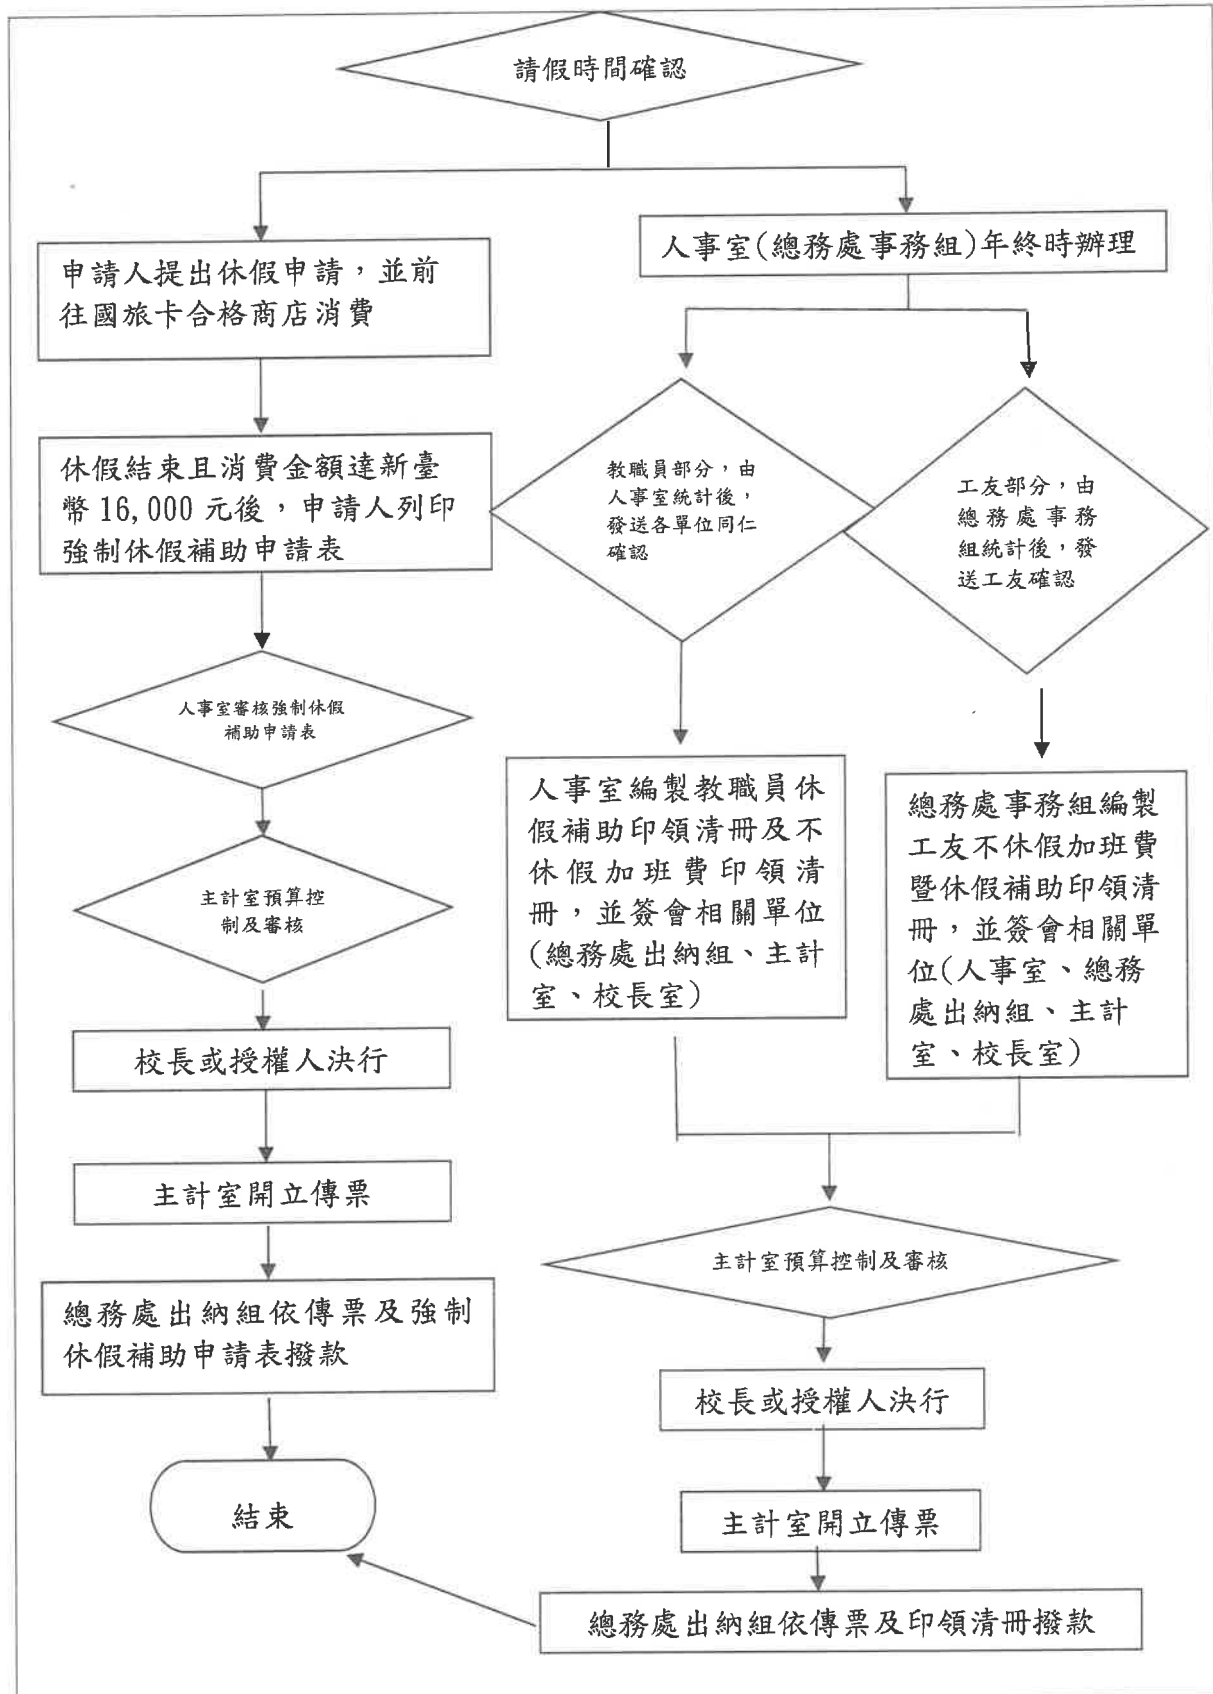 請假時間確認
申請人提出休假申請，並前
往國旅卡合格商店消費
休假結束且消費金額達新臺
幣 16,000 元後，申請人列印
強制休假補助申請表
人事室審核強制休假
補助申請表
主計室預算控
制及審核
校長或授權人決行
主計室開立傳票
總務處出納組依傳票及強制
休假補助申請表撥款
結束
人事室(總務處事務組)年終時辦理
教職員部分，由
人事室統計後，
發送各單位同仁
確認
工友部分，由
總務處事務
組統計後，發
送工友確認
人事室編製教職員休
假補助印領清冊及不
休假加班費印領清
冊，並簽會相關單位
(總務處出納組、主計
室、校長室)
總務處事務組編製
工友不休假加班費
暨休假補助印領清
冊，並簽會相關單
位(人事室、總務
處出納組、主計
室、校長室)
主計室預算控制及審核
校長或授權人決行
主計室開立傳票
總務處出納組依傳票及印領清冊撥款